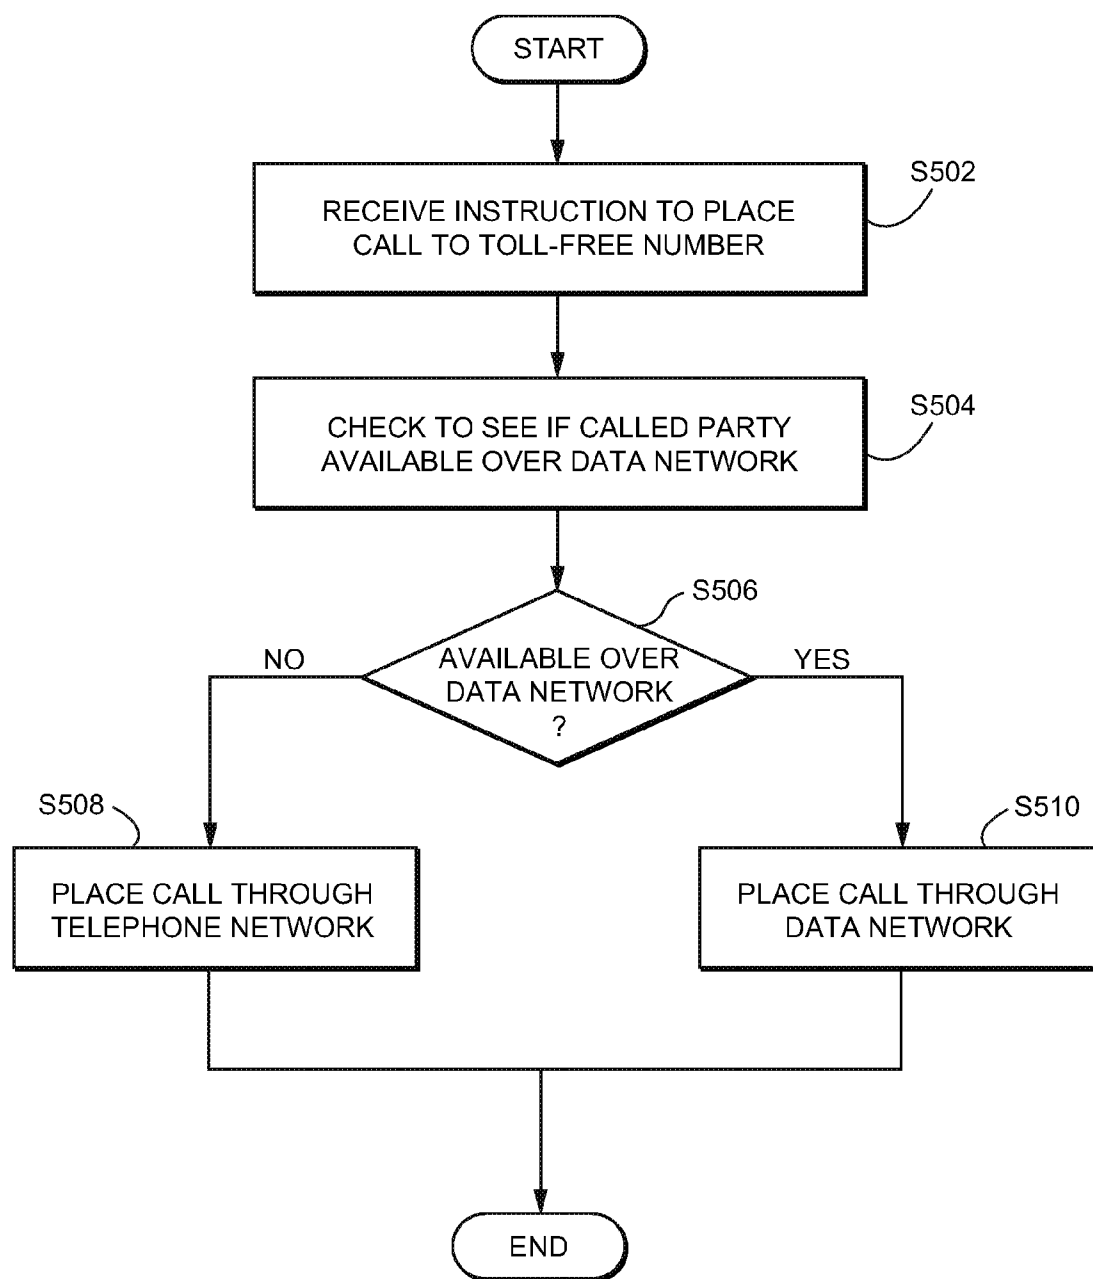 START
S502
RECEIVE INSTRUCTION TO PLACE
CALL TO TOLL-FREE NUMBER
S504
CHECK TO SEE IF CALLED PARTY
AVAILABLE OVER DATA NETWORK
S506
NO
AVAILABLE OVER
DATA NETWORK
?
YES
S508
PLACE CALL THROUGH
TELEPHONE NETWORK
S510
PLACE CALL THROUGH
DATA NETWORK
END